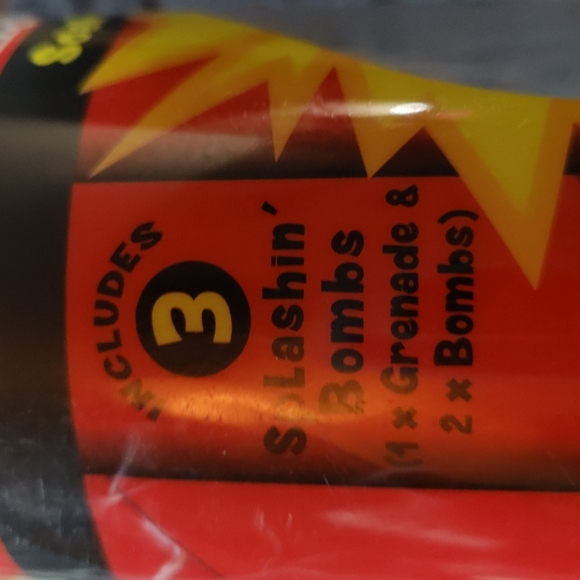 INCLUDES
3
SpLashin'
Bombs
(1 x Grenade &
2 x Bombs)